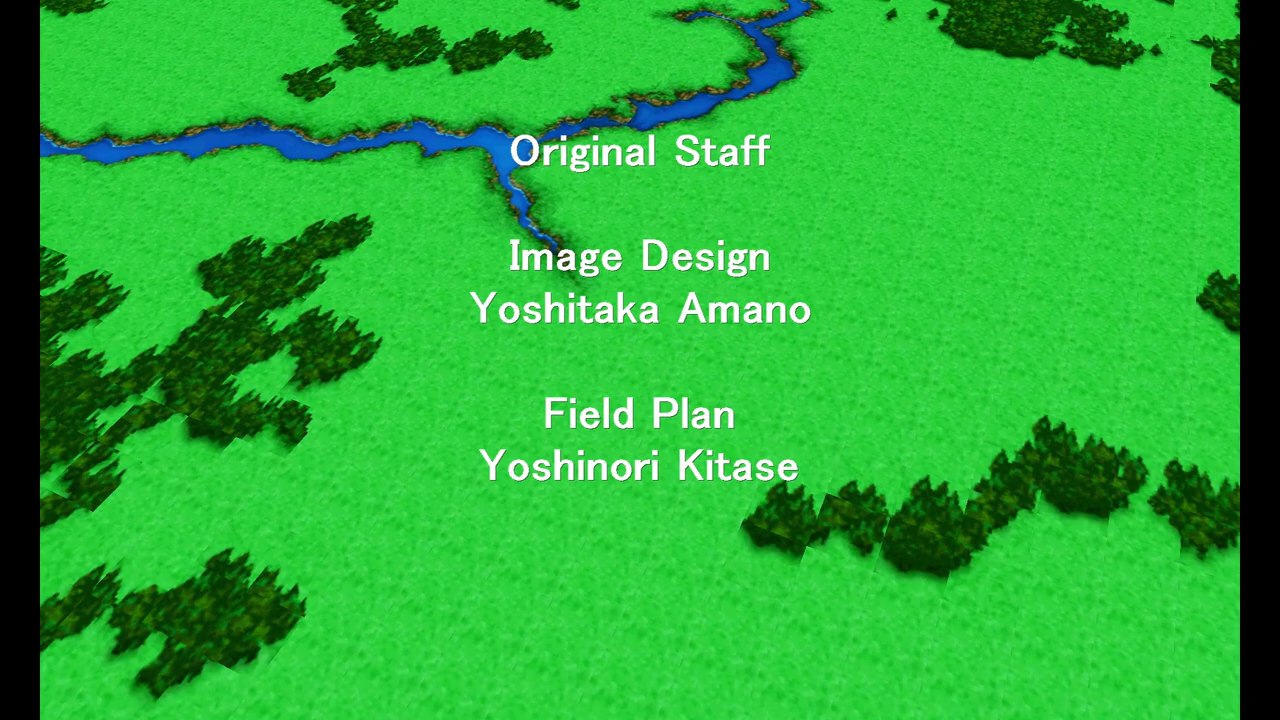 Original Staff
Image Design
Yoshitaka Amano
Field Plan
Yoshinori Kitase